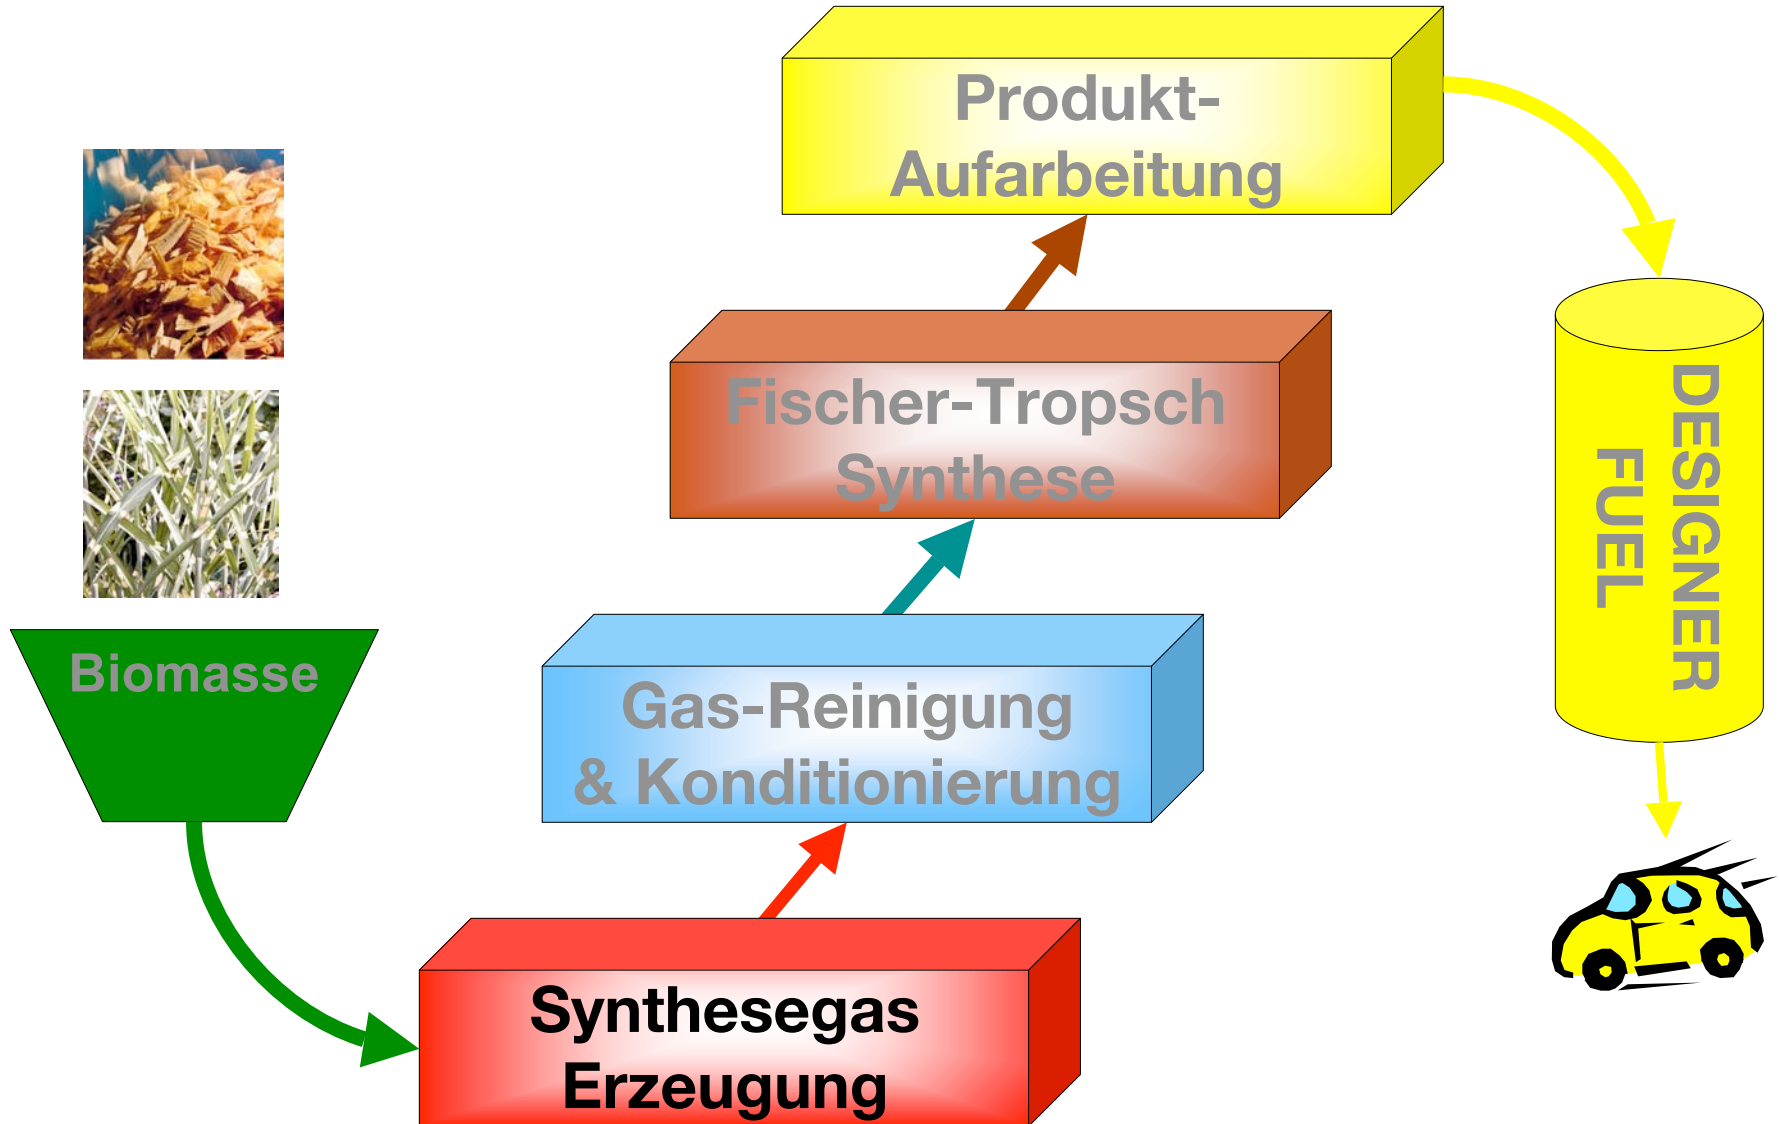 Produkt-
Aufarbeitung
Fischer-Tropsch
Synthese
DESIGNER
FUEL
Biomasse
Gas-Reinigung
& Konditionierung
Synthesegas
Erzeugung